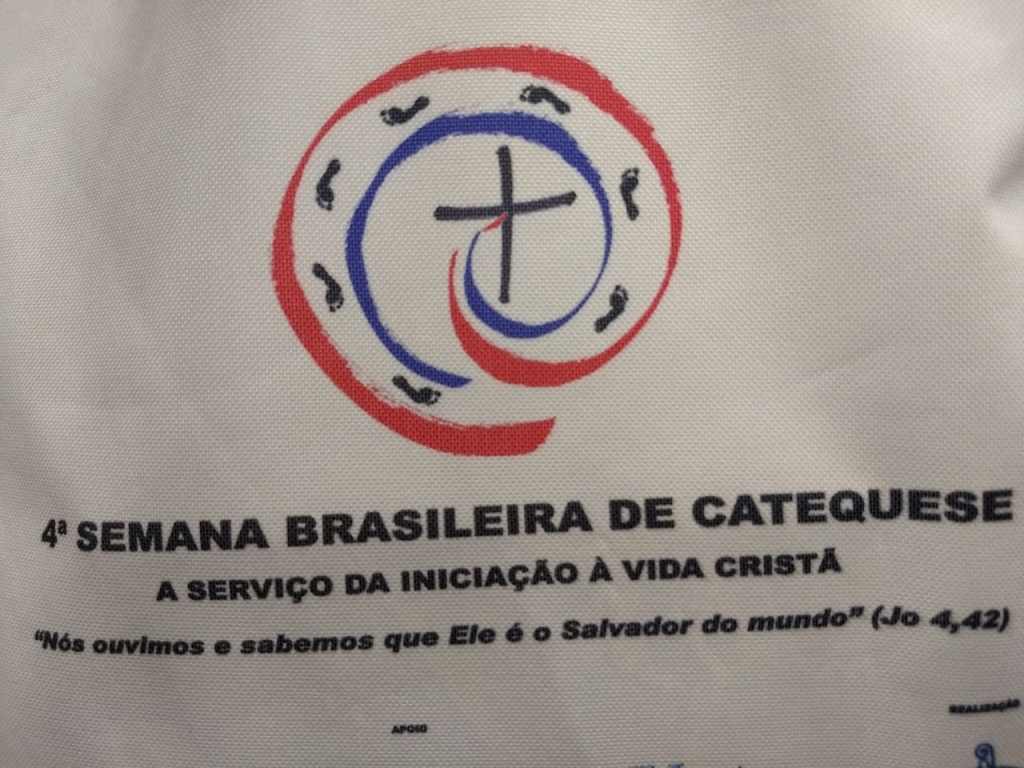 4ª SEMANA BRASILEIRA DE CATEQUESE
A SERVIÇO DA INICIAÇÃO À VIDA CRISTÃ
“Nós ouvimos e sabemos que Ele é o Salvador do mundo” (Jo 4,42)
REALIZAÇÃO
APOIO